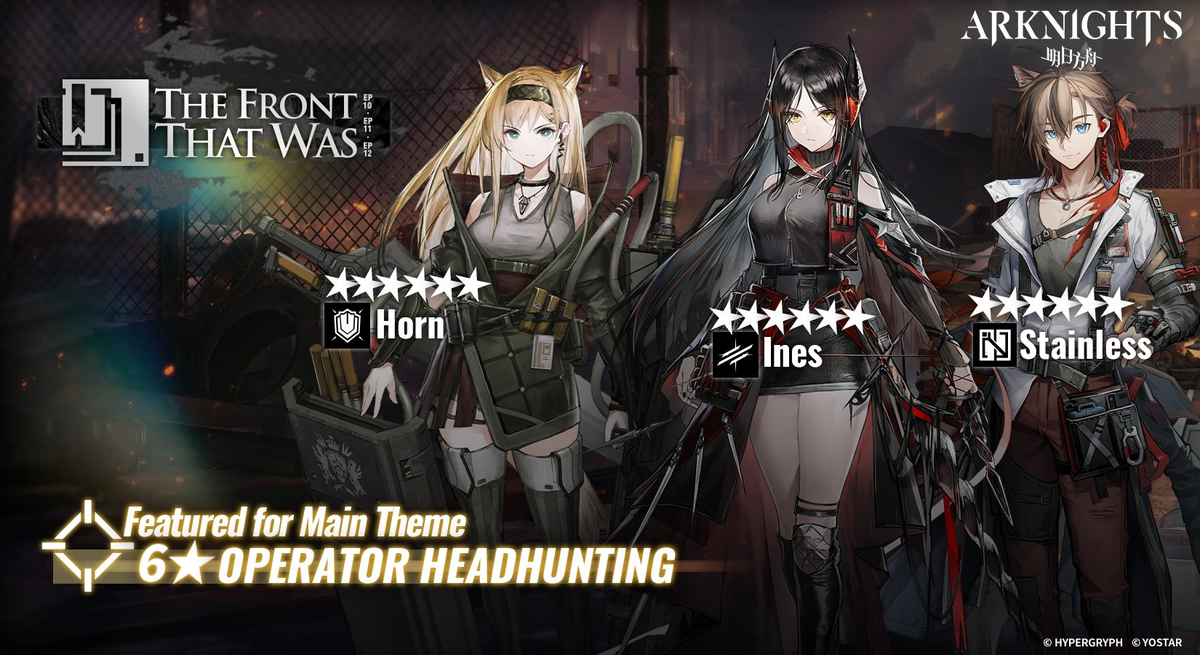 ARKNIGHTS
明日方舟
THE FRONT
THAT WAS
EP
10
·
EP
11
·
EP
12
★★★★★★
Horn
★★★★★★
Ines
★★★★★★
Stainless
Featured for Main Theme
6★ OPERATOR HEADHUNTING
© HYPERGRYPH © YOSTAR